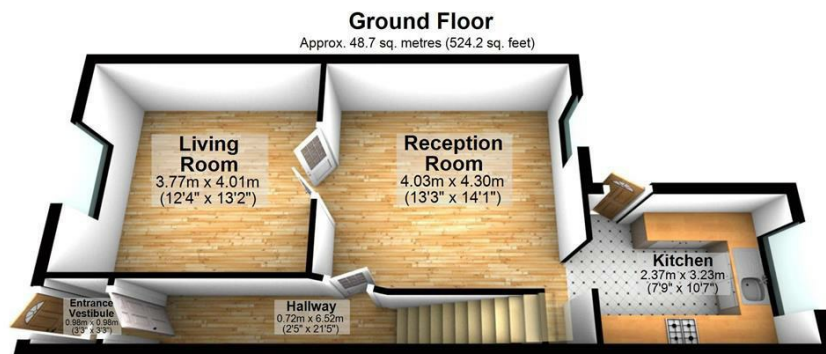 Ground Floor
Approx. 48.7 sq. metres (524.2 sq. feet)
Living
Room
3.77m x 4.01m
(12'4" x 13'2")
Reception
Room
4.03m x 4.30m
(13'3" x 14'1")
Kitchen
2.37m x 3.23m
(7'9" x 10'7")
Entrance
Vestibule
0.98m x 0.98m
(3'3" x 3'3")
Hallway
0.72m x 6.52m
(2'5" x 21'5")